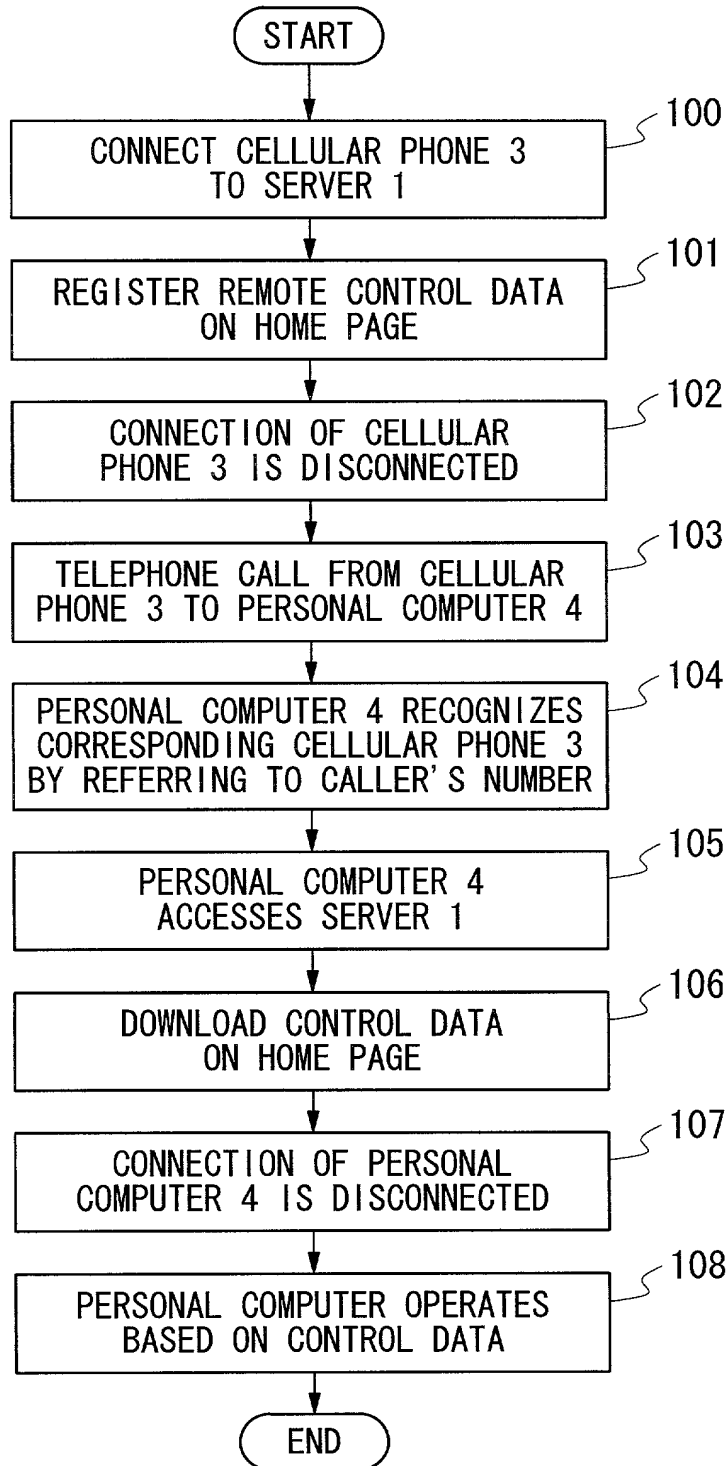 START
100
CONNECT CELLULAR PHONE 3
TO SERVER 1
101
REGISTER REMOTE CONTROL DATA
ON HOME PAGE
102
CONNECTION OF CELLULAR
PHONE 3 IS DISCONNECTED
103
TELEPHONE CALL FROM CELLULAR
PHONE 3 TO PERSONAL COMPUTER 4
104
PERSONAL COMPUTER 4 RECOGNIZES
CORRESPONDING CELLULAR PHONE 3
BY REFERRING TO CALLER'S NUMBER
105
PERSONAL COMPUTER 4
ACCESSES SERVER 1
106
DOWNLOAD CONTROL DATA
ON HOME PAGE
107
CONNECTION OF PERSONAL
COMPUTER 4 IS DISCONNECTED
108
PERSONAL COMPUTER OPERATES
BASED ON CONTROL DATA
END